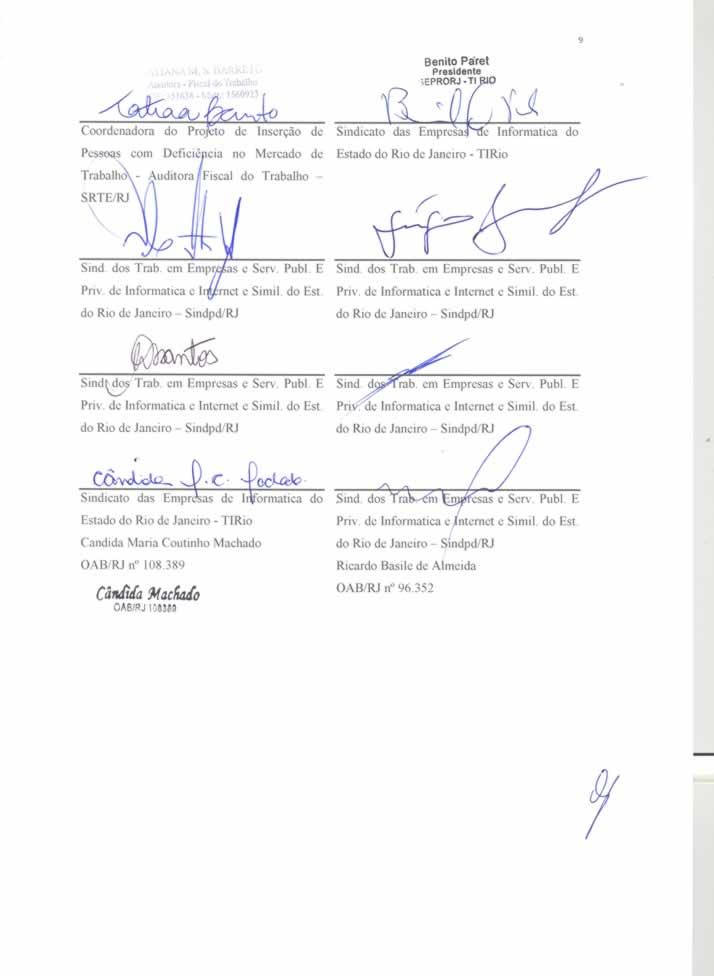 9
TATIANA M. S. BARRETO
Auditora - Fiscal do Trabalho
Benito Paret
Presidente
SEPRORJ - TI RIO
Coordenadora do Projeto de Inserção de
Pessoas com Deficiência no Mercado de
Trabalho - Auditora Fiscal do Trabalho –
SRTE/RJ
Sindicato das Empresas de Informatica do
Estado do Rio de Janeiro - TIRio
Sind. dos Trab. em Empresas e Serv. Publ. E
Priv. de Informatica e Internet e Simil. do Est.
do Rio de Janeiro – Sindpd/RJ
Sind. dos Trab. em Empresas e Serv. Publ. E
Priv. de Informatica e Internet e Simil. do Est.
do Rio de Janeiro – Sindpd/RJ
Sind. dos Trab. em Empresas e Serv. Publ. E
Priv. de Informatica e Internet e Simil. do Est.
do Rio de Janeiro – Sindpd/RJ
Sind. dos Trab. em Empresas e Serv. Publ. E
Priv. de Informatica e Internet e Simil. do Est.
do Rio de Janeiro – Sindpd/RJ
Cândida
Sindicato das Empresas de Informatica do
Estado do Rio de Janeiro - TIRio
Candida Maria Coutinho Machado
OAB/RJ nº 108.389
Cândida Machado
OAB/RJ 108389
Sind. dos Trab. em Empresas e Serv. Publ. E
Priv. de Informatica e Internet e Simil. do Est.
do Rio de Janeiro – Sindpd/RJ
Ricardo Basile de Almeida
OAB/RJ nº 96.352